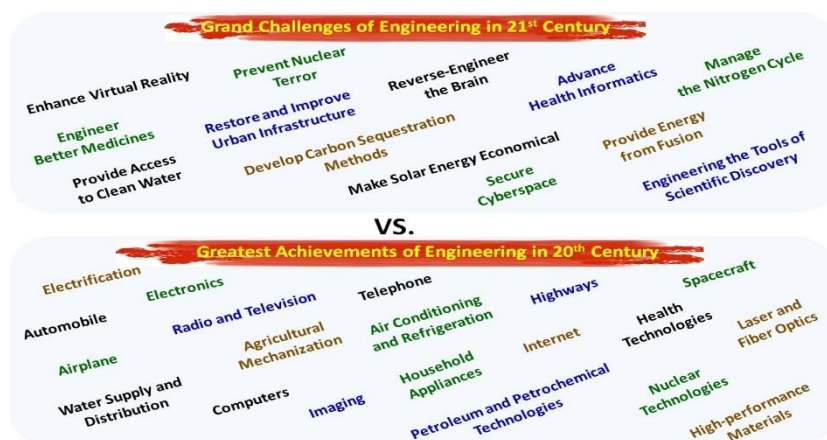 Grand Challenges of Engineering in 21st Century
Enhance Virtual Reality
Prevent Nuclear
Terror
Reverse-Engineer
the Brain
Advance
Health Informatics
Manage
the Nitrogen Cycle
Engineer
Better Medicines
Restore and Improve
Urban Infrastructure
Develop Carbon Sequestration
Methods
Provide Energy
from Fusion
Provide Access
to Clean Water
Make Solar Energy Economical
Secure
Cyberspace
Engineering the Tools of
Scientific Discovery
VS.
Greatest Achievements of Engineering in 20th Century
Electrification
Electronics
Telephone
Highways
Spacecraft
Automobile
Radio and Television
Air Conditioning
and Refrigeration
Health
Technologies
Laser and
Fiber Optics
Airplane
Agricultural
Mechanization
Internet
Household
Appliances
Water Supply and
Distribution
Computers
Imaging
Petroleum and Petrochemical
Technologies
Nuclear
Technologies
High-performance
Materials